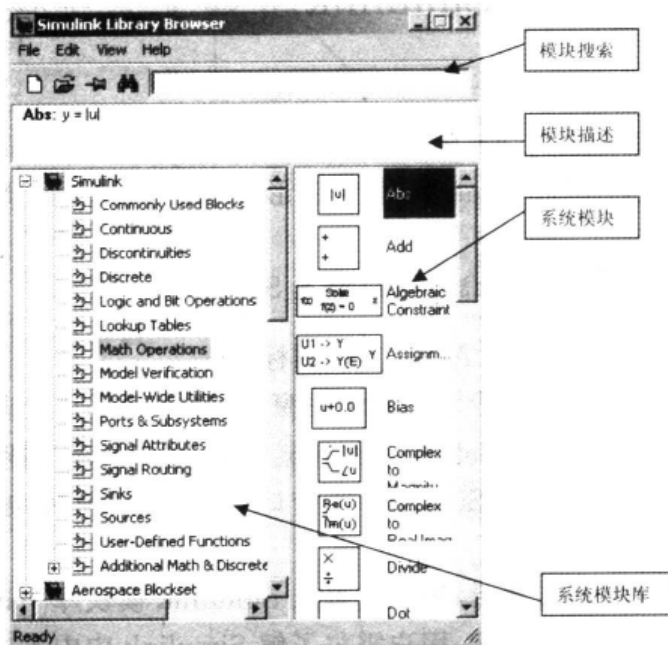 Simulink Library Browser
File Edit View Help
模块搜索
Abs: y = |u|
模块描述
Simulink
Commonly Used Blocks
Continuous
Discontinuities
Discrete
Logic and Bit Operations
Lookup Tables
Math Operations
Model Verification
Model-Wide Utilities
Ports & Subsystems
Signal Attributes
Signal Routing
Sinks
Sources
User-Defined Functions
Additional Math & Discrete
Aerospace Blockset
|u| Abs
+
+
Add
系统模块
f(z) Solve
f(z) = 0 z
Algebraic
Constraint
U1 -> Y
U2 -> Y(E) Y
Assignm...
u+0.0 Bias
|u|
∠u
Complex
to
Re(u)
Im(u)
Complex
to
Real-Imag
×
÷
Divide
Dot
系统模块库
Ready